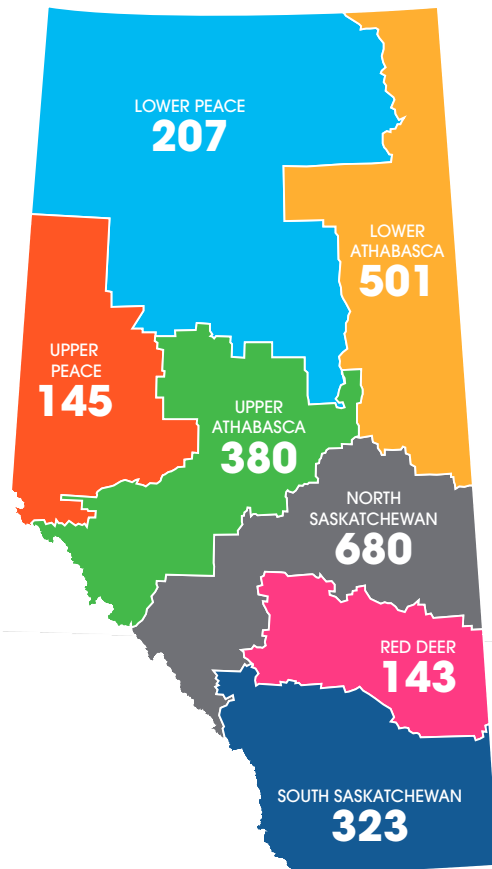 LOWER PEACE
207
LOWER
ATHABASCA
501
UPPER
PEACE
145
UPPER
ATHABASCA
380
NORTH
SASKATCHEWAN
680
RED DEER
143
SOUTH SASKATCHEWAN
323